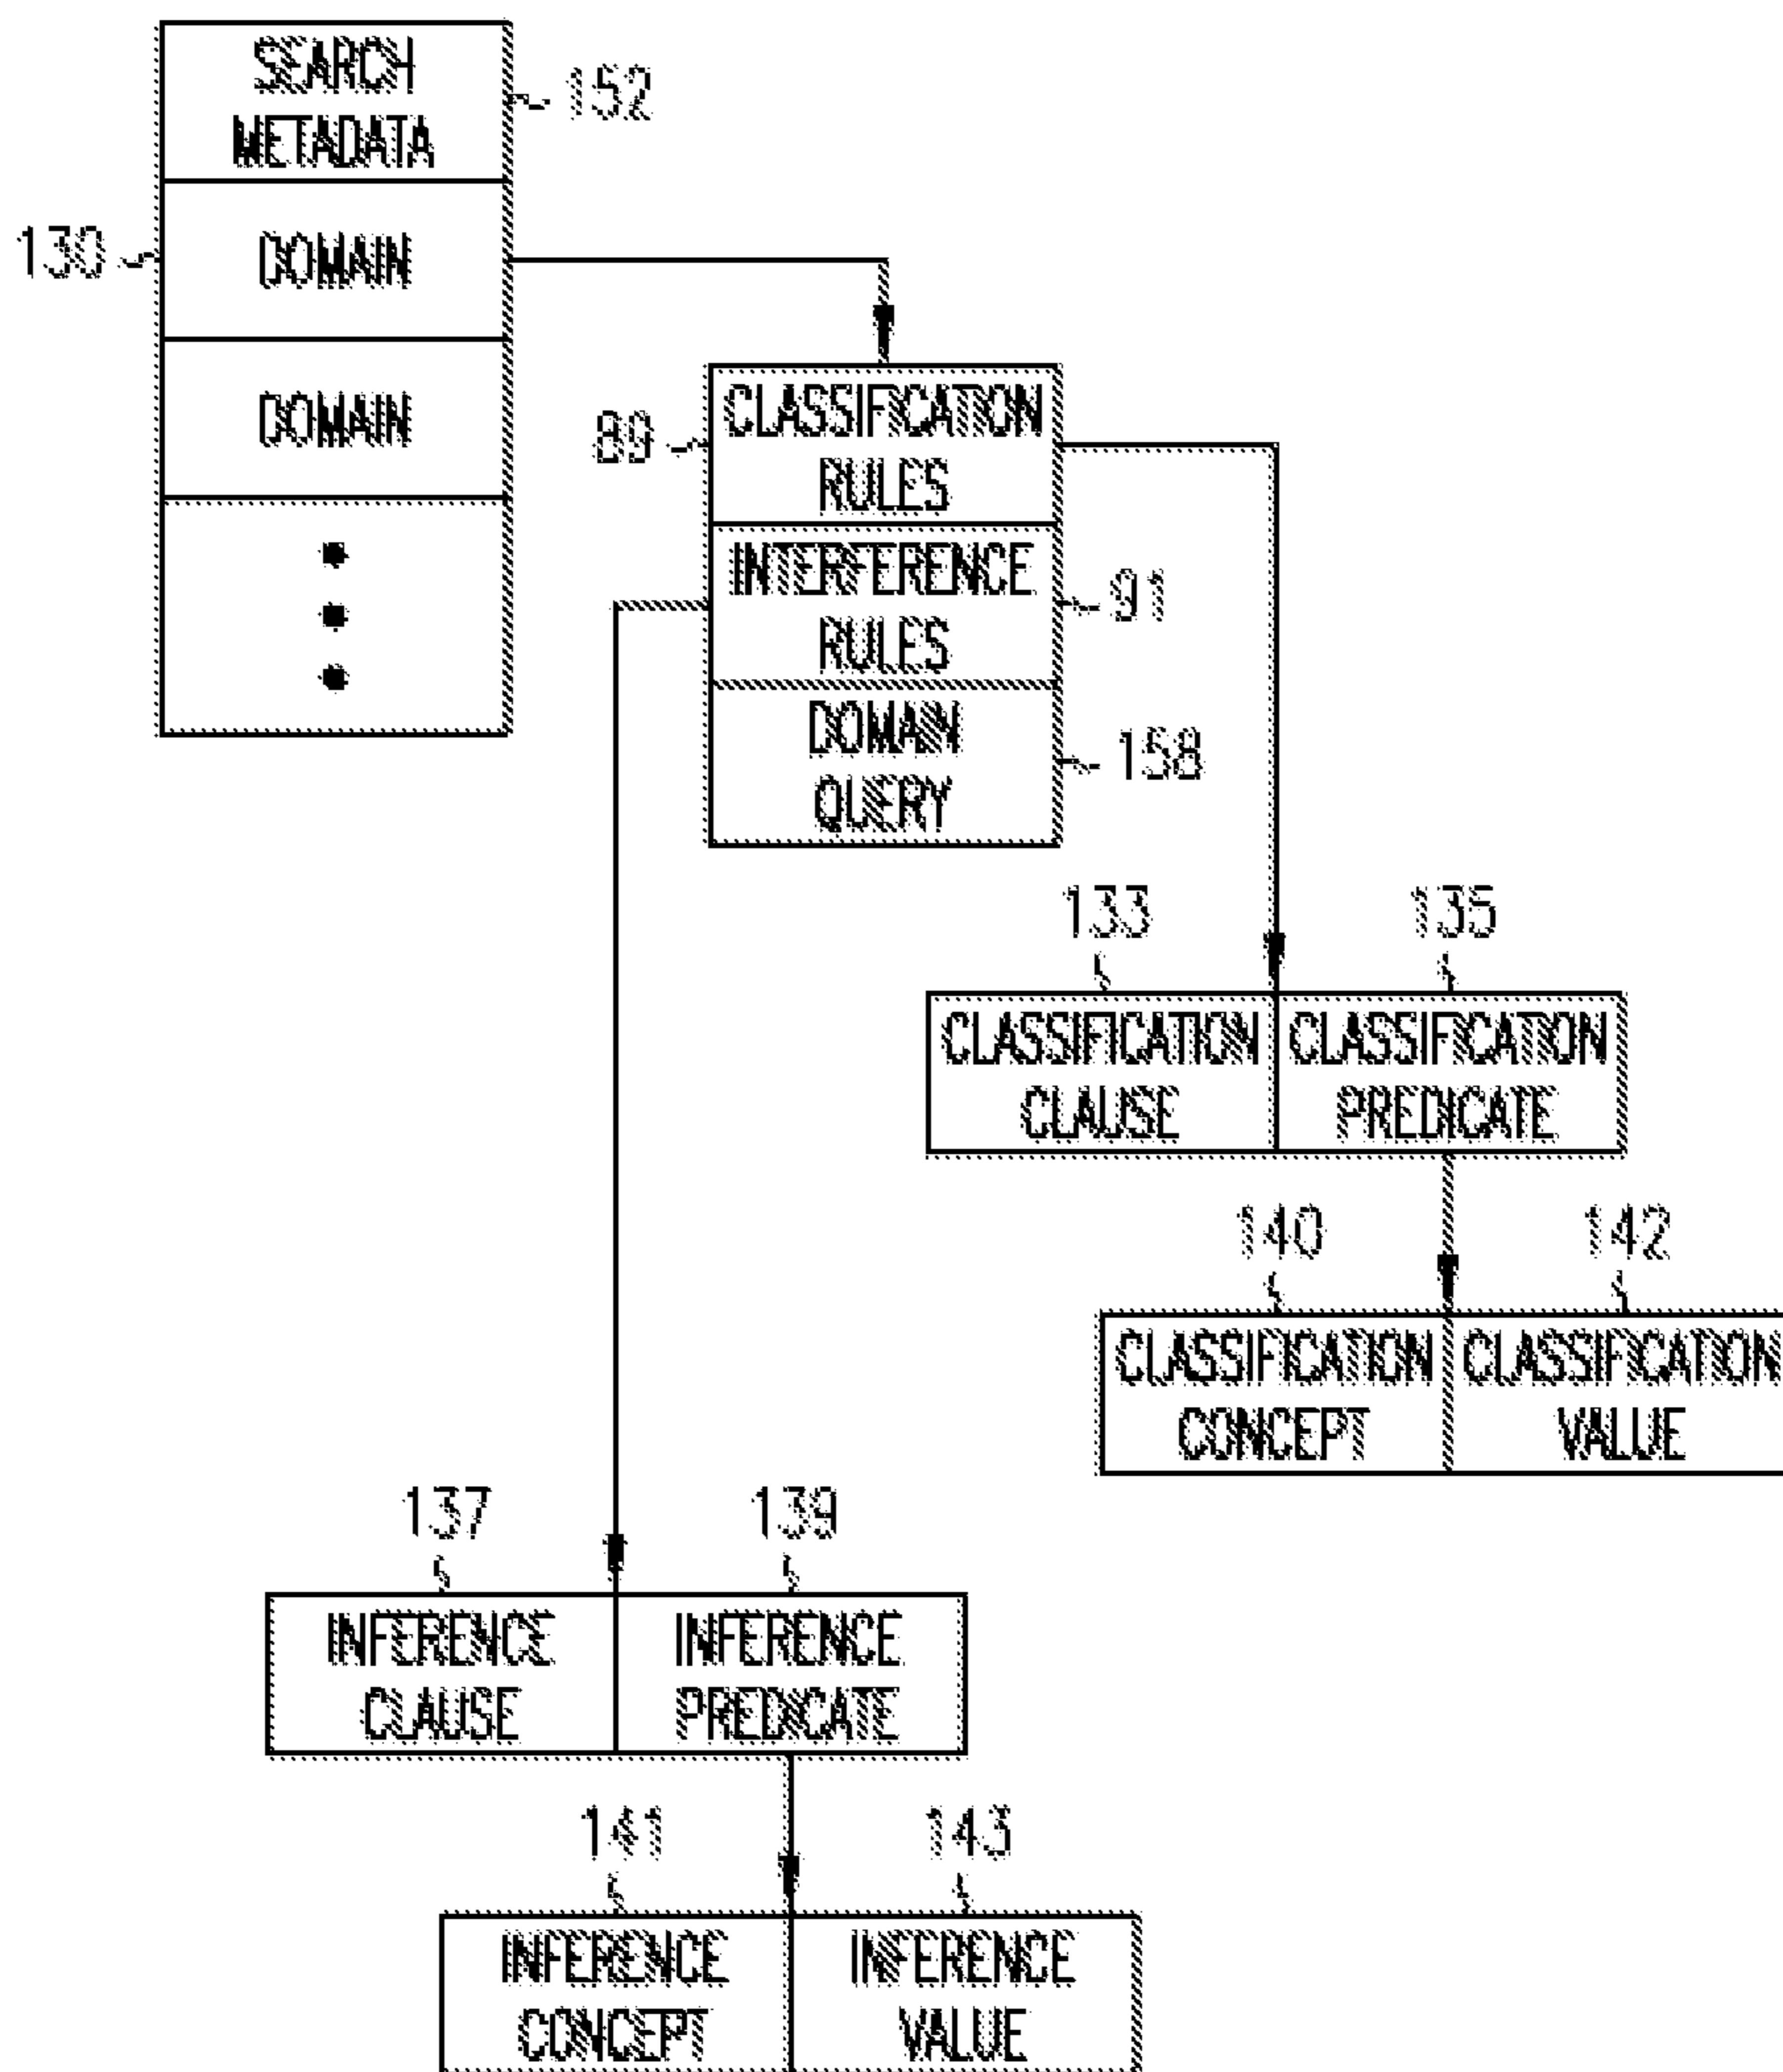 SEARCH
METADATA
152
130
DOMAIN
DOMAIN
89
CLASSIFICATION
RULES
INTERFERENCE
RULES
91
DOMAIN
QUERY
158
133
135
CLASSIFICATION
CLAUSE
CLASSIFICATION
PREDICATE
140
142
CLASSIFICATION
CONCEPT
CLASSIFICATION
VALUE
137
139
INFERENCE
CLAUSE
INFERENCE
PREDICATE
141
143
INFERENCE
CONCEPT
INFERENCE
VALUE